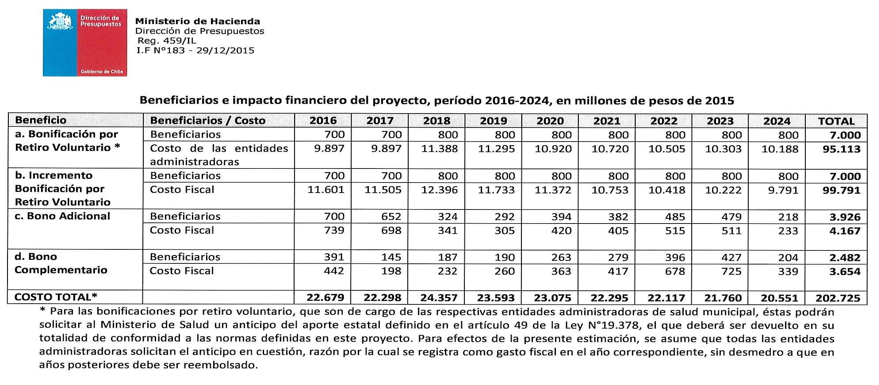 Dirección de
Presupuestos
Gobierno de Chile
Ministerio de Hacienda
Dirección de Presupuestos
Reg. 459/IL
I.F N°183 - 29/12/2015
Beneficiarios e impacto financiero del proyecto, período 2016-2024, en millones de pesos de 2015
Beneficio Beneficiarios / Costo 2016 2017 2018 2019 2020 2021 2022 2023 2024 TOTAL
a. Bonificación por Beneficiarios 700 700 800 800 800 800 800 800 800 7.000
Retiro Voluntario * Costo de las entidades 9.897 9.897 11.388 11.295 10.920 10.720 10.505 10.303 10.188 95.113
administradoras
b. Incremento Beneficiarios 700 700 800 800 800 800 800 800 800 7.000
Bonificación por Costo Fiscal 11.601 11.505 12.396 11.733 11.372 10.753 10.418 10.222 9.791 99.791
Retiro Voluntario
c. Bono Adicional Beneficiarios 700 652 324 292 394 382 485 479 218 3.926
Costo Fiscal 739 698 341 305 420 405 515 511 233 4.167
d. Bono Beneficiarios 391 145 187 190 263 279 396 427 204 2.482
Complementario Costo Fiscal 442 198 232 260 363 417 678 725 339 3.654
COSTO TOTAL* 22.679 22.298 24.357 23.593 23.075 22.295 22.117 21.760 20.551 202.725
* Para las bonificaciones por retiro voluntario, que son de cargo de las respectivas entidades administradoras de salud municipal, éstas podrán
solicitar al Ministerio de Salud un anticipo del aporte estatal definido en el artículo 49 de la Ley N°19.378, el que deberá ser devuelto en su
totalidad de conformidad a las normas definidas en este proyecto. Para efectos de la presente estimación, se asume que todas las entidades
administradoras solicitan el anticipo en cuestión, razón por la cual se registra como gasto fiscal en el año correspondiente, sin desmedro a que en
años posteriores debe ser reembolsado.